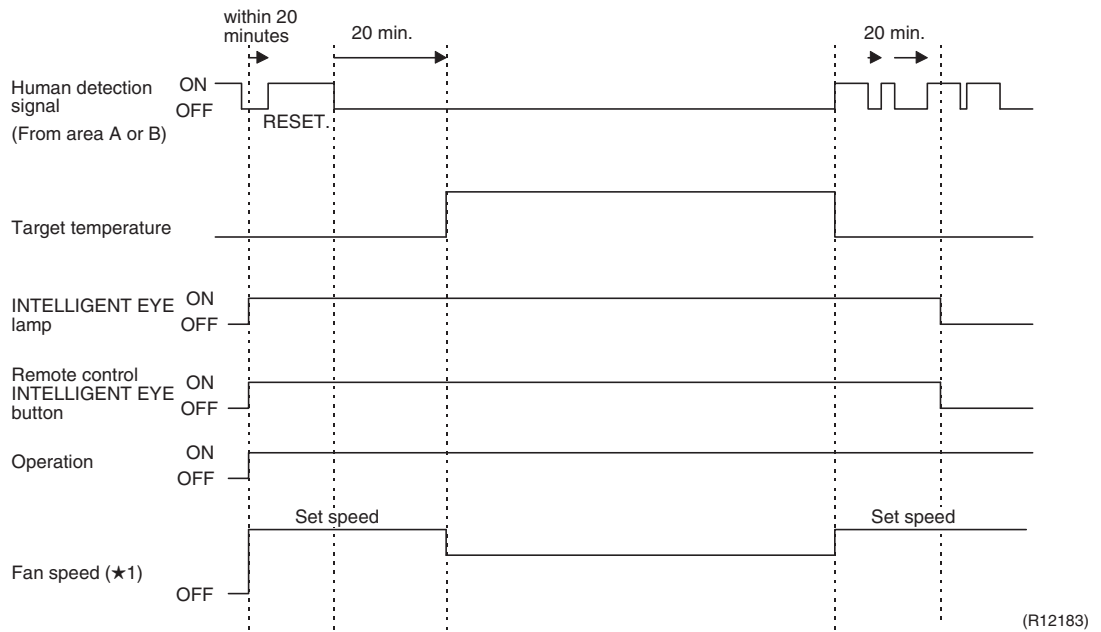 within 20
minutes
20 min.
20 min.
Human detection
signal
(From area A or B)
ON
OFF
RESET.
Target temperature
INTELLIGENT EYE
lamp
ON
OFF
Remote control
INTELLIGENT EYE
button
ON
OFF
Operation
ON
OFF
Set speed
Set speed
Fan speed (★1)
OFF
(R12183)